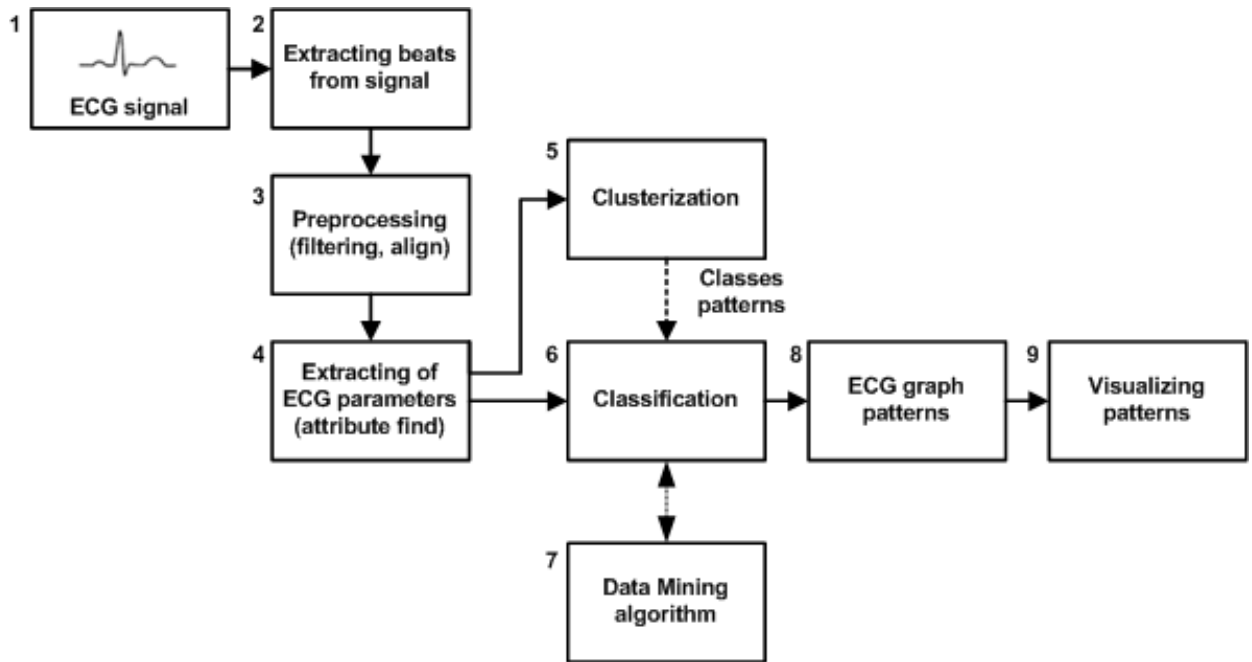 1
ECG signal
2
Extracting beats
from signal
3
Preprocessing
(filtering, align)
4
Extracting of
ECG parameters
(attribute find)
5
Clusterization
Classes
patterns
6
Classification
7
Data Mining
algorithm
8
ECG graph
patterns
9
Visualizing
patterns